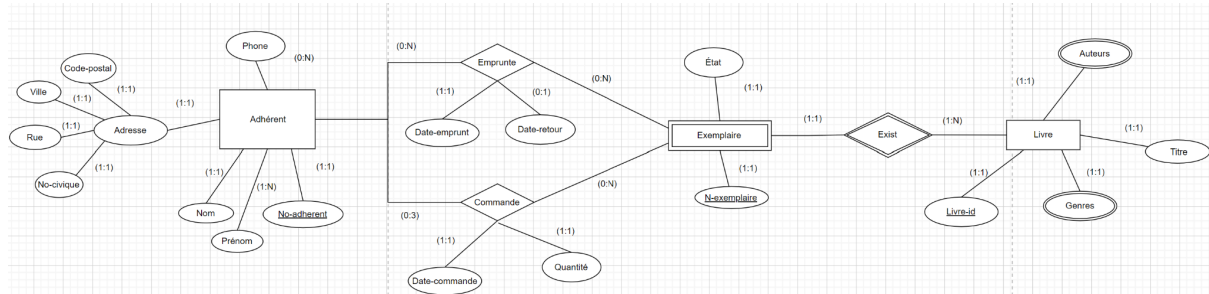 Phone
(0:N)
Code-postal
(1:1)
Ville
(1:1)
Rue
(1:1)
Adresse
(1:1)
No-civique
(1:1)
Adhérent
(1:1)
Nom
(1:N)
Prénom
(1:1)
No-adherent
(0:N)
Emprunte
(0:N)
(1:1)
Date-emprunt
(0:1)
Date-retour
(0:3)
Commande
(0:N)
(1:1)
Date-commande
(1:1)
Quantité
État
(1:1)
Exemplaire
(1:1)
N-exemplaire
(1:1)
Exist
(1:N)
Livre
Auteurs
(1:1)
(1:1)
Titre
(1:1)
Livre-id
(1:1)
Genres